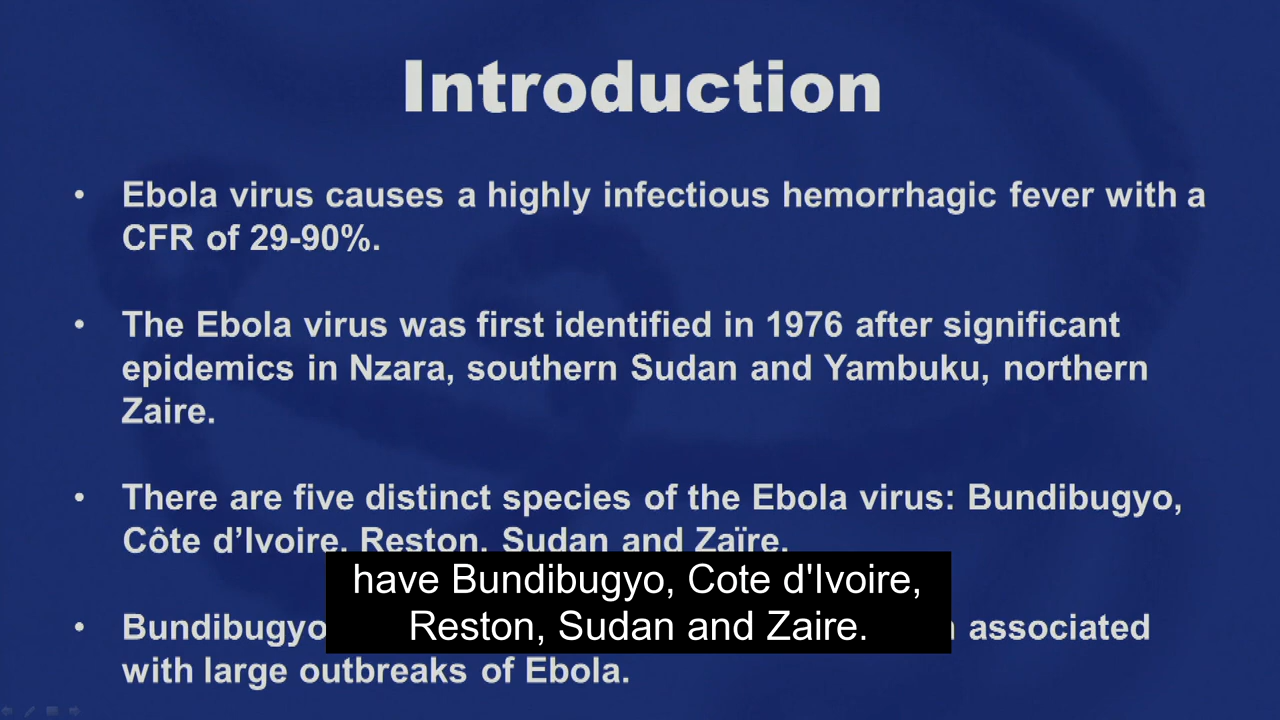 Introduction
• Ebola virus causes a highly infectious hemorrhagic fever with a
CFR of 29-90%.
• The Ebola virus was first identified in 1976 after significant
epidemics in Nzara, southern Sudan and Yambuku, northern
Zaire.
• There are five distinct species of the Ebola virus: Bundibugyo,
Côte d’Ivoire, Reston, Sudan and Zaïre.
have Bundibugyo, Cote d'Ivoire,
Reston, Sudan and Zaire.
• Bundibugyo associated
with large outbreaks of Ebola.